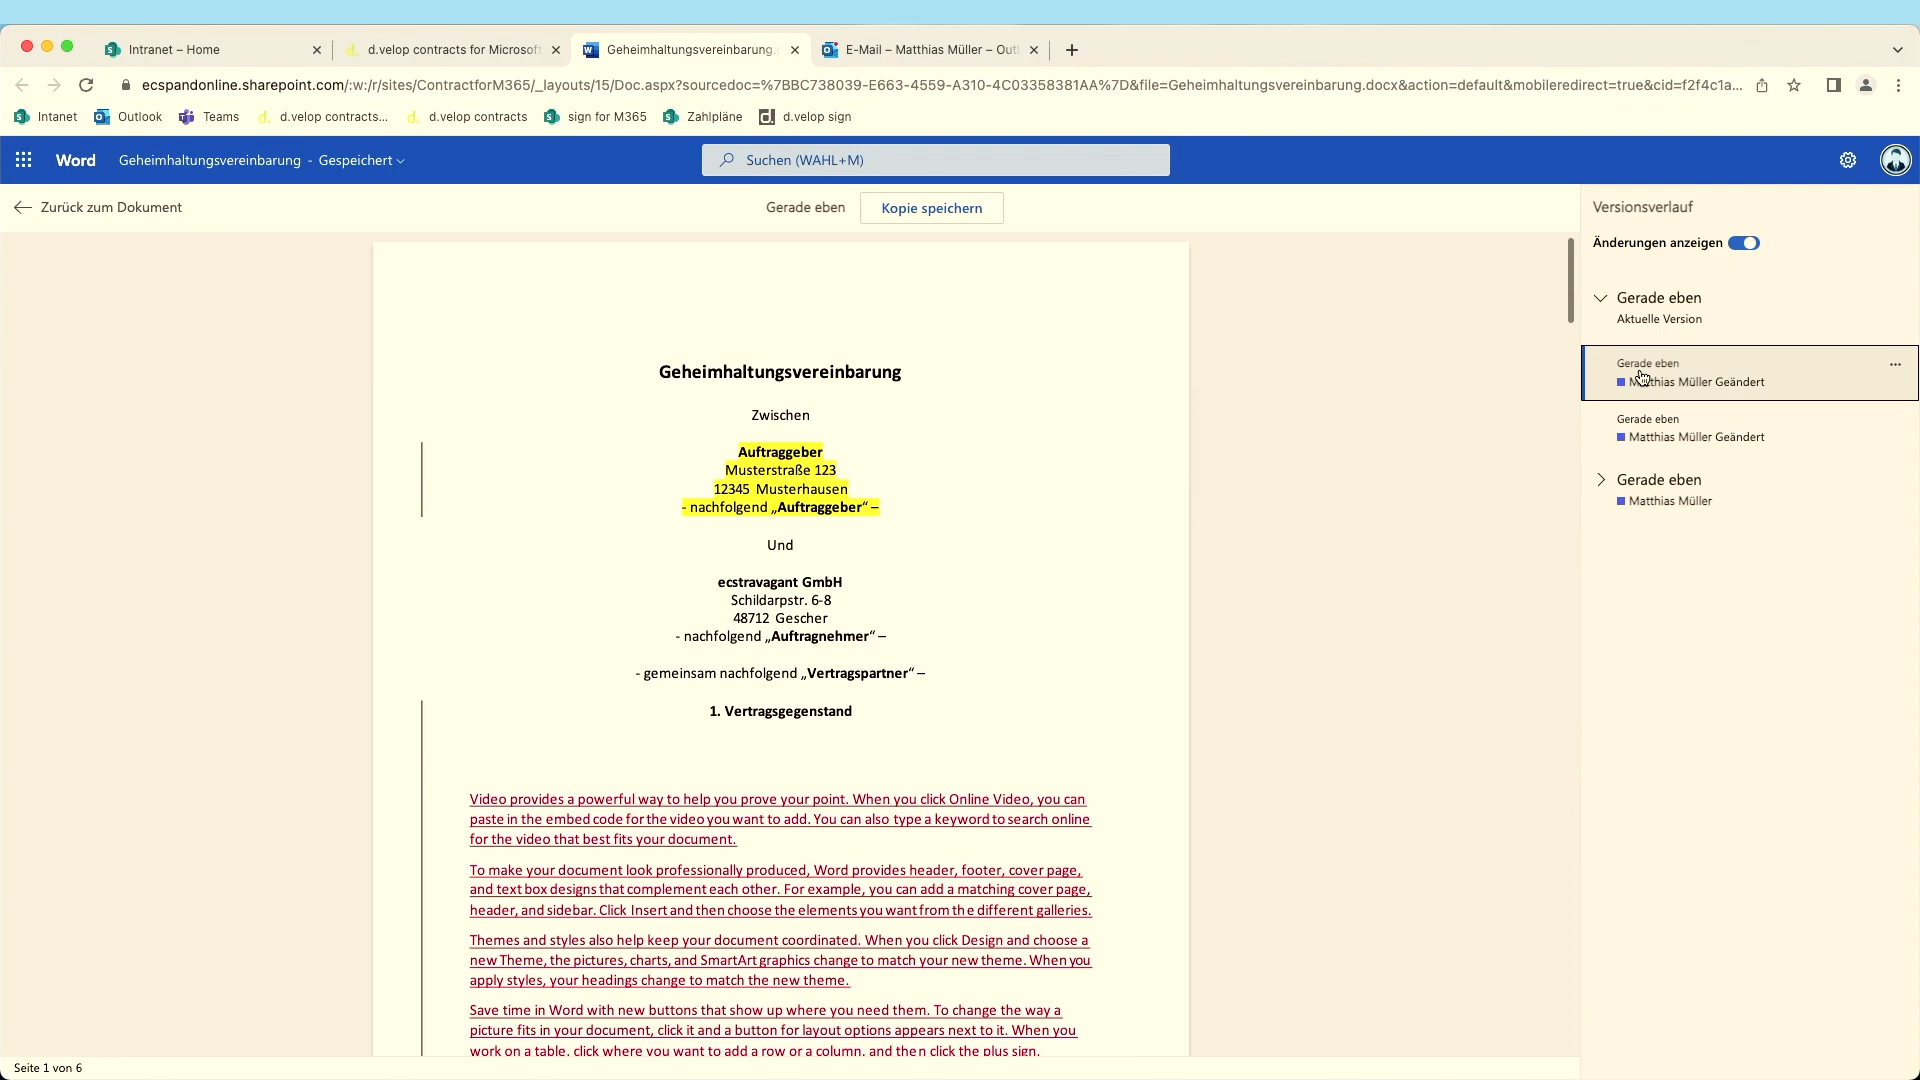 Intranet – Home
d.velop contracts for Microsoft
Geheimhaltungsvereinbarung.
E-Mail – Matthias Müller – Outl
ecspandonline.sharepoint.com/:w:/r/sites/ContractforM365/_layouts/15/Doc.aspx?sourcedoc=%7BBC738039-E663-4559-A310-4C03358381AA%7D&file=Geheimhaltungsvereinbarung.docx&action=default&mobileredirect=true&cid=f2f4c1a...
Intanet
Outlook
Teams
d.velop contracts...
d.velop contracts
sign for M365
Zahlpläne
d.velop sign
Word
Geheimhaltungsvereinbarung - Gespeichert
Suchen (WAHL+M)
Zurück zum Dokument
Gerade eben
Kopie speichern
Geheimhaltungsvereinbarung
Zwischen
Auftraggeber
Musterstraße 123
12345 Musterhausen
- nachfolgend „Auftraggeber“ –
Und
ecstravagant GmbH
Schildarpstr. 6-8
48712 Gescher
- nachfolgend „Auftragnehmer“ –
- gemeinsam nachfolgend „Vertragspartner“ –
1. Vertragsgegenstand
Video provides a powerful way to help you prove your point. When you click Online Video, you can
paste in the embed code for the video you want to add. You can also type a keyword to search online
for the video that best fits your document.
To make your document look professionally produced, Word provides header, footer, cover page,
and text box designs that complement each other. For example, you can add a matching cover page,
header, and sidebar. Click Insert and then choose the elements you want from the different galleries.
Themes and styles also help keep your document coordinated. When you click Design and choose a
new Theme, the pictures, charts, and SmartArt graphics change to match your new theme. When you
apply styles, your headings change to match the new theme.
Save time in Word with new buttons that show up where you need them. To change the way a
picture fits in your document, click it and a button for layout options appears next to it. When you
work on a table, click where you want to add a row or a column, and then click the plus sign.
Seite 1 von 6
Versionsverlauf
Änderungen anzeigen
Gerade eben
Aktuelle Version
Gerade eben
Matthias Müller Geändert
Gerade eben
Matthias Müller Geändert
Gerade eben
Matthias Müller